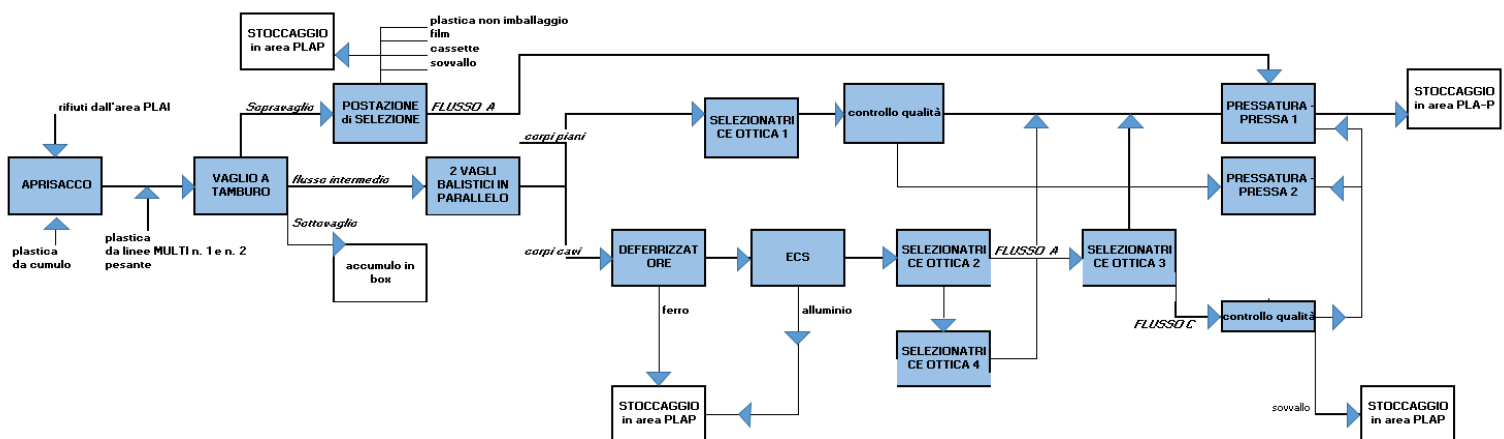 plastica non imballaggio
film
cassette
sovvallo
STOCCAGGIO
in area PLAP
rifiuti dall'area PLAI
Sopravaglio
POSTAZIONE
di SELEZIONE
FLUSSO A
PRESSATURA -
PRESSA 1
STOCCAGGIO
in area PLA-P
SELEZIONATRI
CE OTTICA 1
controllo qualità
corpi piani
APRISACCO
VAGLIO A
TAMBURO
flusso intermedio
2 VAGLI
BALISTICI IN
PARALLELO
PRESSATURA -
PRESSA 2
Sottovaglio
plastica
da cumulo
plastica
da linee MULTI n. 1 e n. 2
pesante
accumulo in
box
corpi cavi
DEFERRIZZAT
ORE
ECS
SELEZIONATRI
CE OTTICA 2
FLUSSO A
SELEZIONATRI
CE OTTICA 3
ferro
alluminio
FLUSSO C
controllo qualità
SELEZIONATRI
CE OTTICA 4
STOCCAGGIO
in area PLAP
sovvallo
STOCCAGGIO
in area PLAP